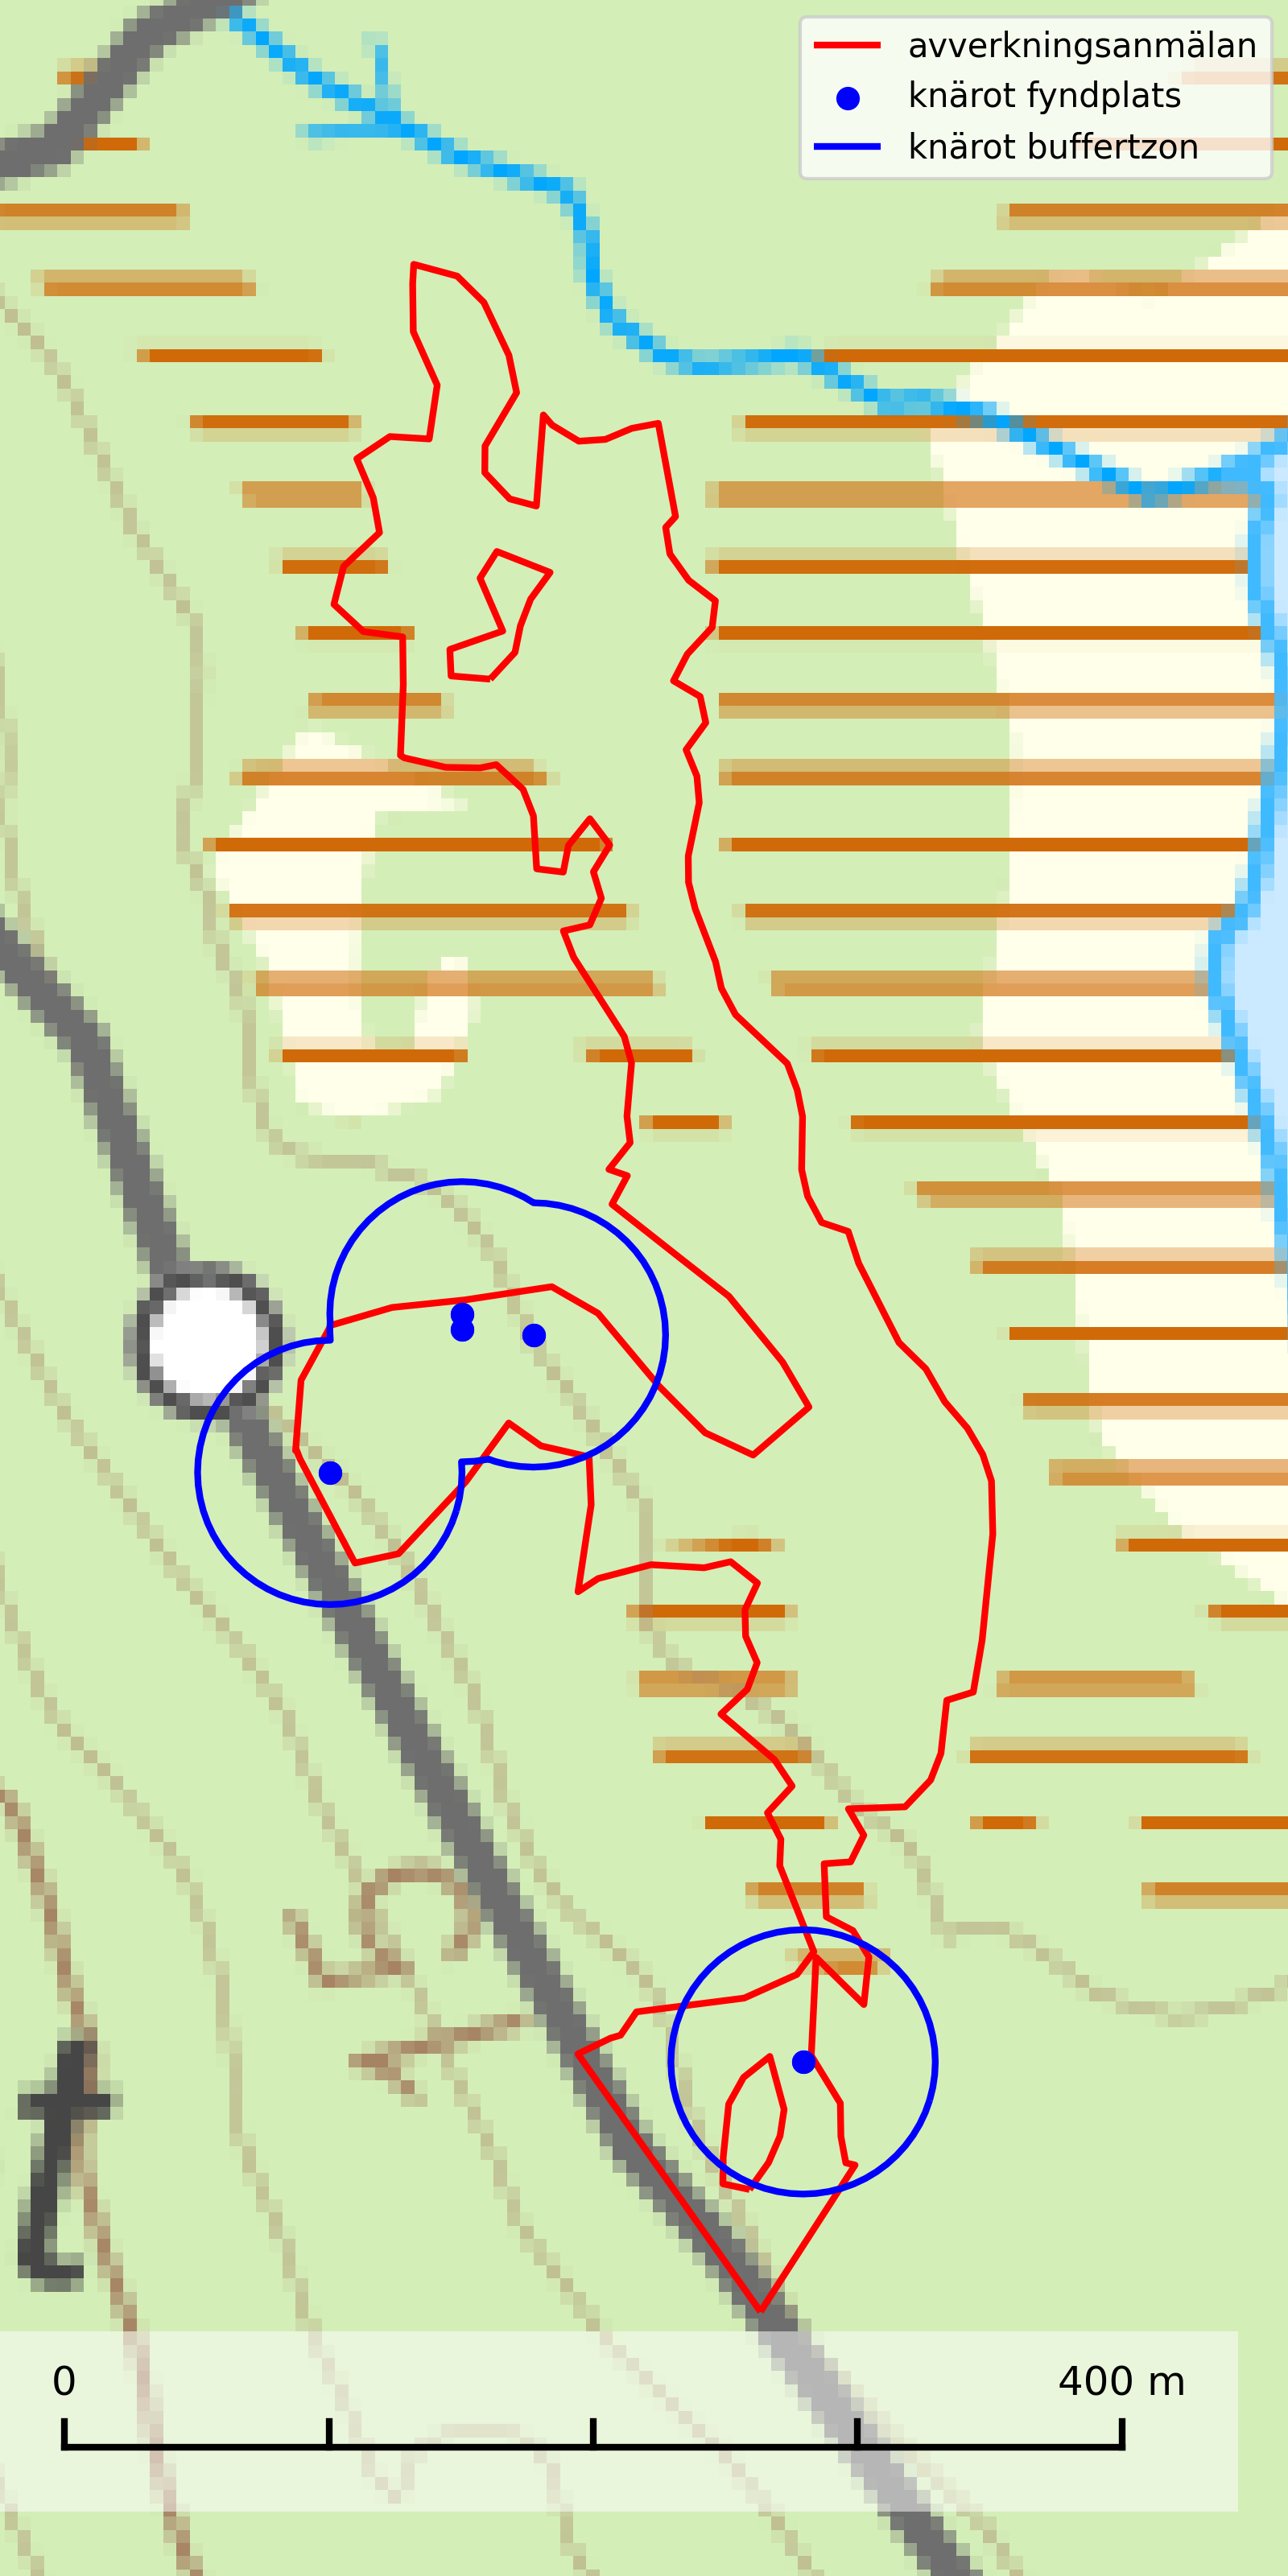 avverkningsanmälan
knärot fyndplats
knärot buffertzon
t
0 400 m